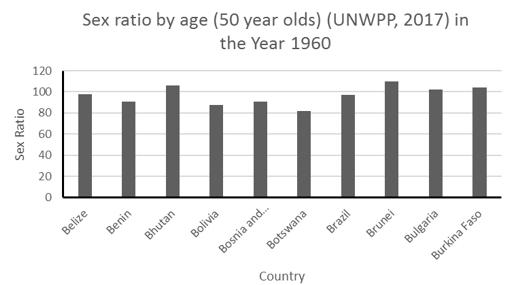 Sex ratio by age (50 year olds) (UNWPP, 2017) in
the Year 1960
120
100
80
60
40
20
0
Sex Ratio
Belize
Benin
Bhutan
Bolivia
Bosnia and...
Botswana
Brazil
Brunei
Bulgaria
Burkina Faso
Country